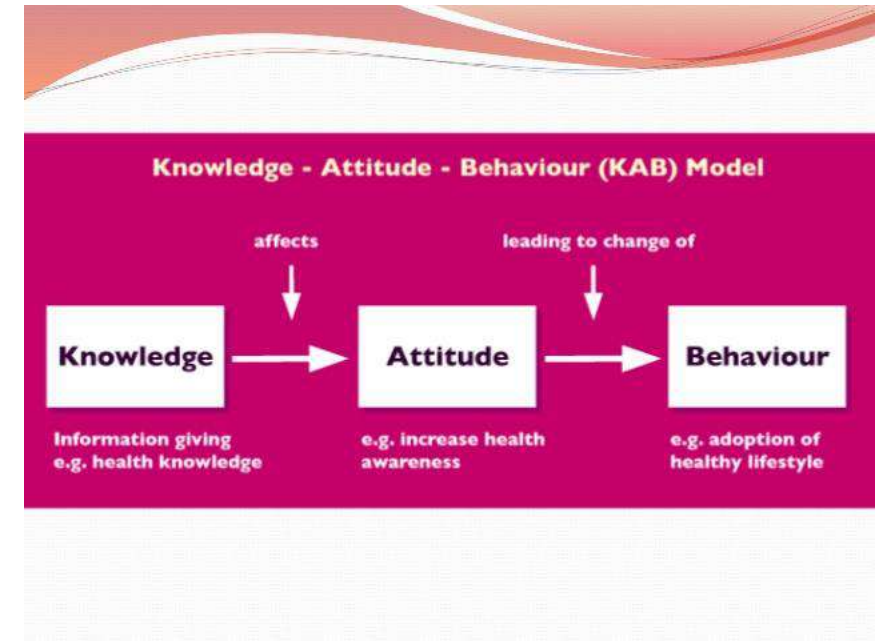 Knowledge - Attitude - Behaviour (KAB) Model
affects
leading to change of
Knowledge
Attitude
Behaviour
Information giving
e.g. health knowledge
e.g. increase health
awareness
e.g. adoption of
healthy lifestyle